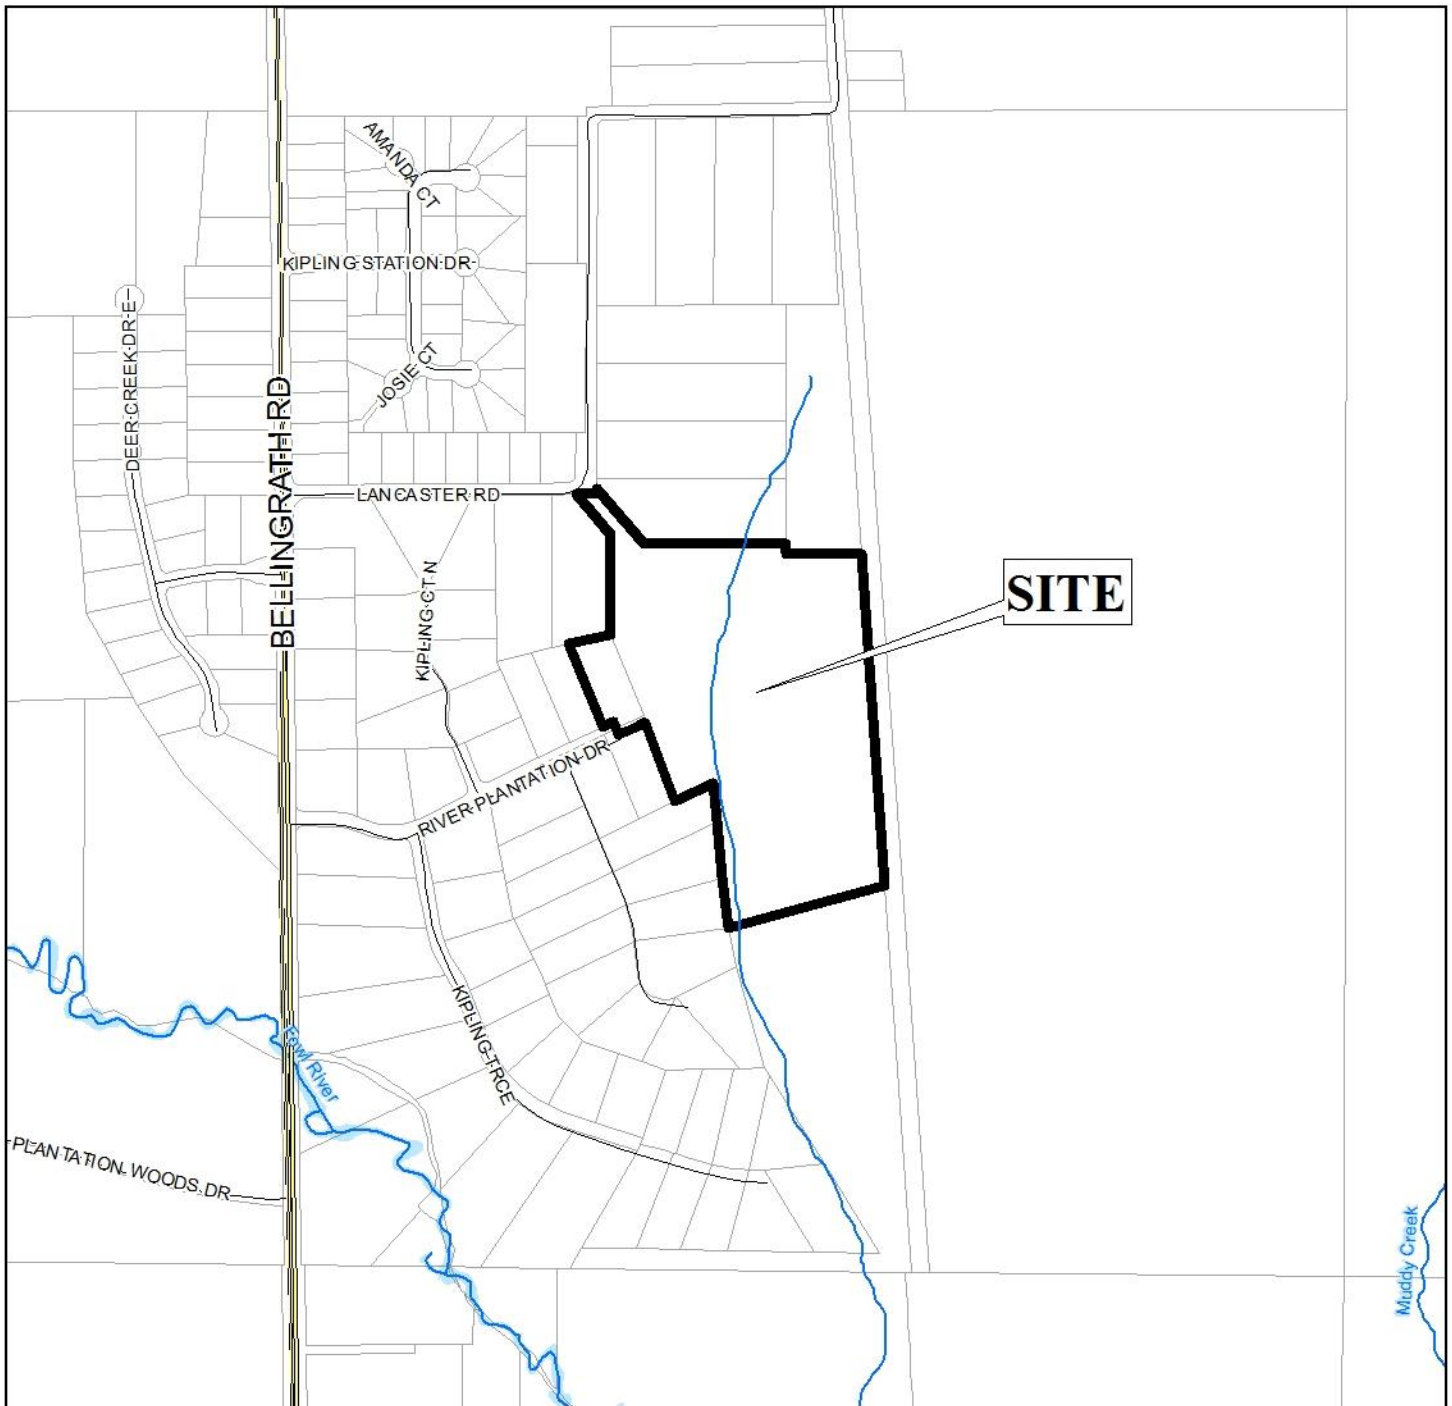 AMANDA CT
KIPLING STATION DR
DEER CREEK DR E
JOSIE CT
BELLINGRATH RD
LANCASTER RD
KIPLING CT N
SITE
RIVER PLANTATION DR
KIPLING TRCE
Fowl River
PLANTATION WOODS DR
Muddy Creek